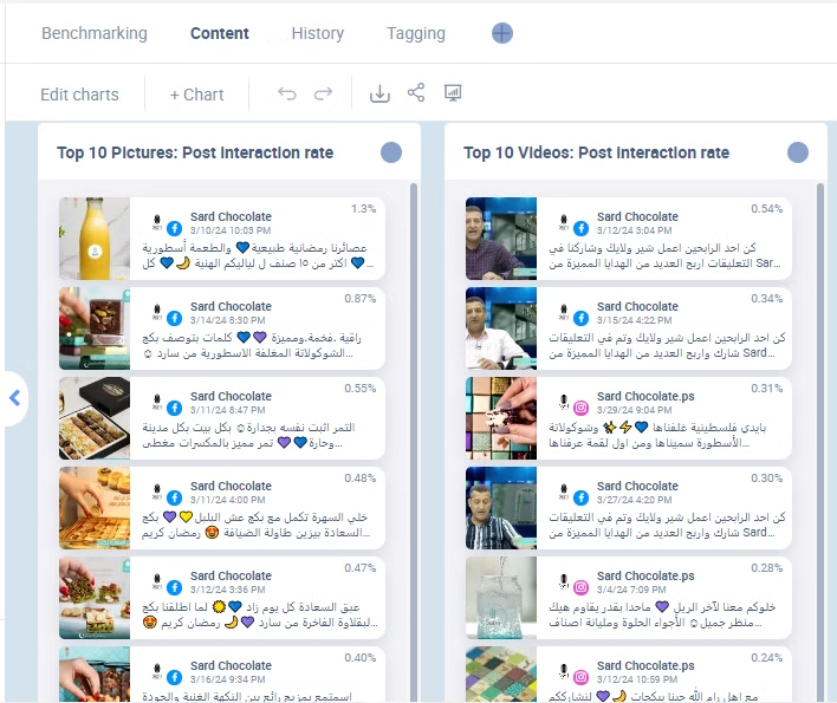 Benchmarking Content History Tagging
Edit charts + Chart
Top 10 Pictures: Post interaction rate
Sard Chocolate 1.3%
3/10/24 10:03 PM
عصائرنا رمضانية طبيعية 💙 والطعمة أسطورية
💙 اكتر من ١٥ صنف ل لياليكم الهنية 🌙 💙 كل...
Sard Chocolate 0.87%
3/14/24 8:30 PM
راقية .فخمة.ومميزة 💜 💙 كلمات بتوصف بكج
الشوكولاتة المغلفة الاسطورية من سارد ☺...
Sard Chocolate 0.55%
3/11/24 8:47 PM
التمر اثبت نفسه بجدارة☺ بكل بيت بكل مدينة
وحارة💙💜 تمر مميز بالمكسرات مغطى...
Sard Chocolate 0.48%
3/11/24 4:00 PM
خلي السهرة تكمل مع بكج عش البلبل 💛💜 بكج
السعادة بيزين طاولة الضيافة 😍 رمضان كريم...
Sard Chocolate 0.47%
3/12/24 3:36 PM
عبق السعادة كل يوم زاد 💙🌞 لما اطلقنا بكج
لبقلاوة الفاخرة من سارد 💜🌙 رمضان كريم 😍...
Sard Chocolate 0.40%
3/16/24 9:34 PM
استمتع بمزيج رائع بين النكهة الغنية والجودة
Top 10 Videos: Post interaction rate
Sard Chocolate 0.54%
3/12/24 3:04 PM
كن احد الرابحين اعمل شير ولايك وشاركنا في
التعليقات اربح العديد من الهدايا المميزة من Sar...
Sard Chocolate 0.34%
3/15/24 4:22 PM
كن احد الرابحين اعمل شير ولايك وتم في التعليقات
شارك واربح العديد من الهدايا المميزة من Sard...
Sard Chocolate.ps 0.31%
3/29/24 9:04 PM
بايدي فلسطينية غلفناها 💙⚡✨ وشوكولاتة
الأسطورة سميناها ومن اول لقمة عرفناها...
Sard Chocolate 0.30%
3/27/24 4:20 PM
كن احد الرابحين اعمل شير ولايك وتم في التعليقات
شارك واربح العديد من الهدايا المميزة من Sard...
Sard Chocolate.ps 0.28%
3/4/24 7:09 PM
خلوكم معنا لآخر الريل 💜 ماحدا بقدر يقاوم هيك
منظر جميل☺ الأجواء الحلوة ومليانة اصناف...
Sard Chocolate.ps 0.24%
3/12/24 10:59 PM
مع اهل رام الله جينا ببكجات 🌙💜 لنشارككم